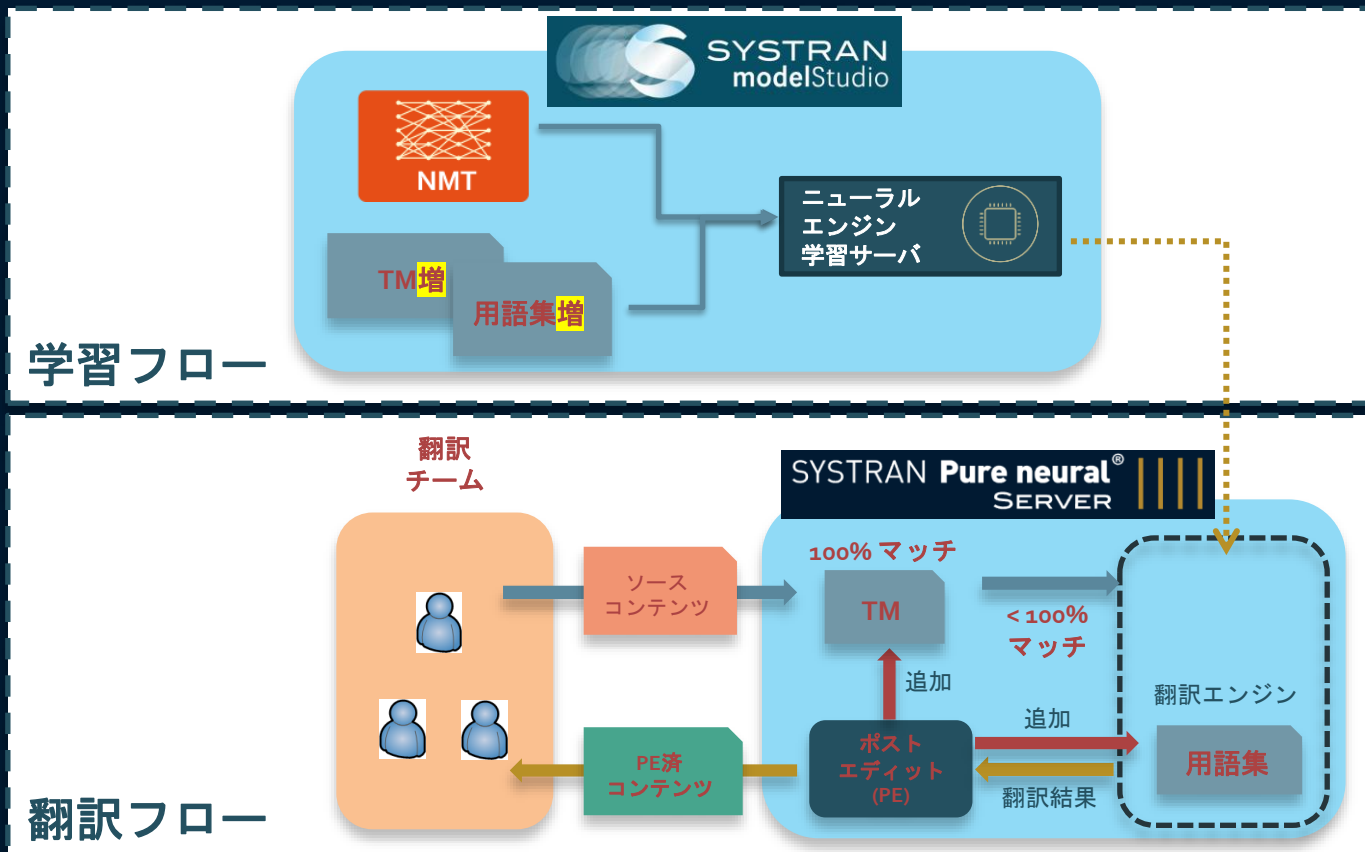 SYSTRAN
modelStudio
NMT
ニューラル
エンジン
学習サーバ
TM増
用語集増
学習フロー
翻訳
チーム
SYSTRAN Pure neural®
SERVER
100% マッチ
ソース
コンテンツ
TM
< 100%
マッチ
追加
翻訳エンジン
追加
ポスト
エディット
(PE)
用語集
PE済
コンテンツ
翻訳結果
翻訳フロー